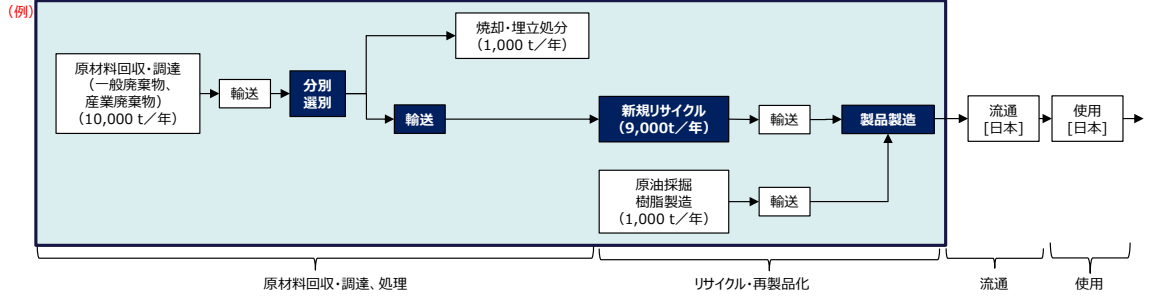 (例)
焼却・埋立処分
(1,000 t/年)
原材料回収・調達
(一般廃棄物、
産業廃棄物)
(10,000 t/年)
輸送
分別
選別
輸送
新規リサイクル
(9,000t/年)
輸送
製品製造
流通
[日本]
使用
[日本]
原油採掘
樹脂製造
(1,000 t/年)
輸送
原材料回収・調達、処理
リサイクル・再製品化
流通
使用